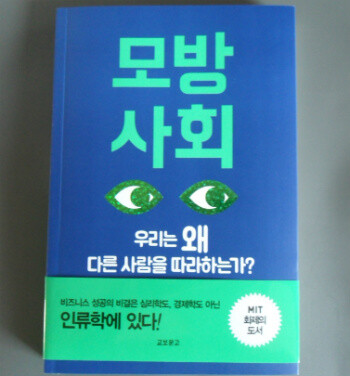 모방
사회
우리는 왜
다른 사람을 따라하는가?
비즈니스 성공의 비결은 심리학도, 경제학도 아닌
인류학에 있다!
교보문고
MIT
화제의
도서